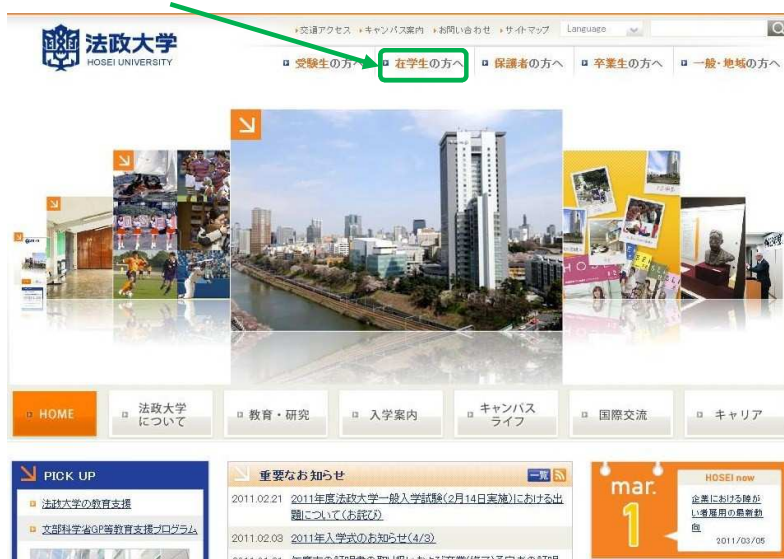 交通アクセス キャンパス案内 お問い合わせ サイトマップ Language
法政大学
HOSEI UNIVERSITY
受験生の方へ 在学生の方へ 保護者の方へ 卒業生の方へ 一般・地域の方へ
HOME
法政大学
について
教育・研究
入学案内
キャンパス
ライフ
国際交流
キャリア
PICK UP
法政大学の教育支援
文部科学省GP等教育支援プログラム
重要なお知らせ 一覧
2011.02.21 2011年度法政大学一般入学試験(2月14日実施)における出
題について(お詫び)
2011.02.03 2011年入学式のお知らせ(4/3)
mar.
1
HOSEI now
企業における障が
い者雇用の最新動
向
2011/03/05